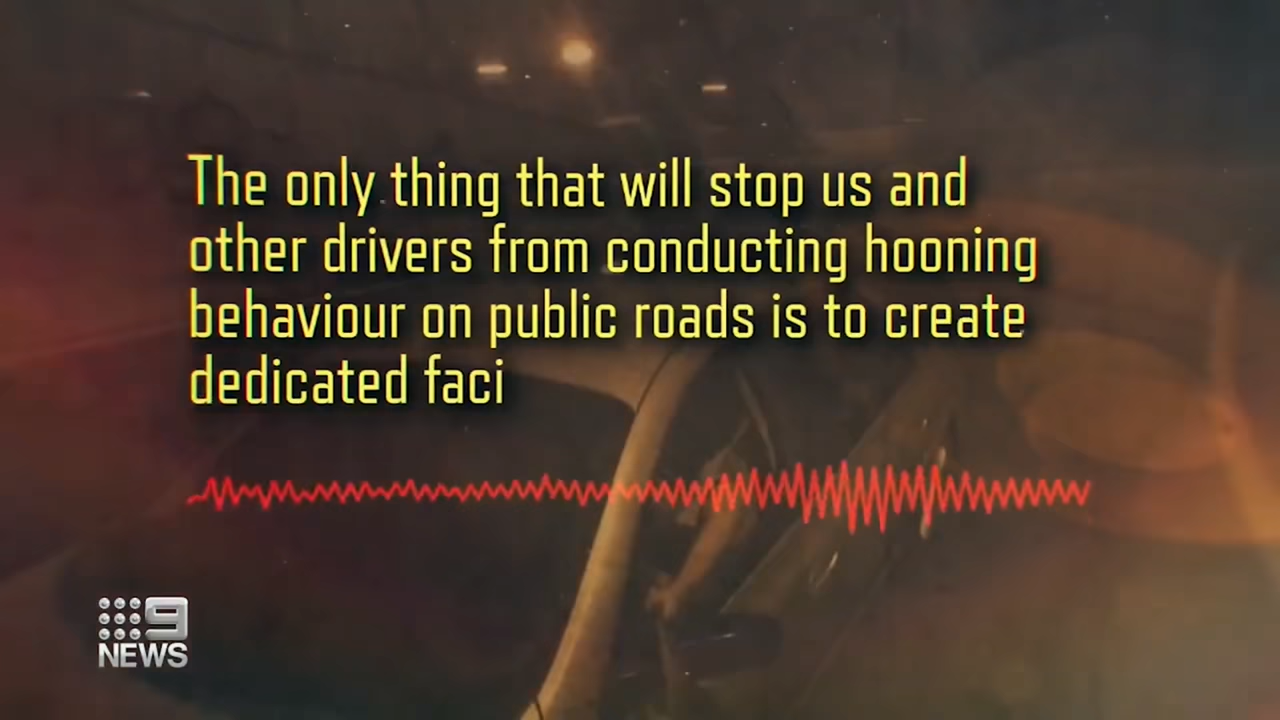 The only thing that will stop us and
other drivers from conducting hooning
behaviour on public roads is to create
dedicated faci
9
NEWS